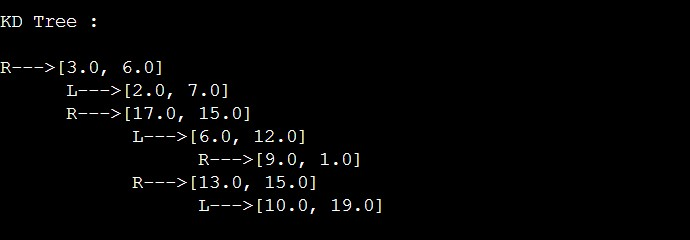 KD Tree :
R--->[3.0, 6.0]
L--->[2.0, 7.0]
R--->[17.0, 15.0]
L--->[6.0, 12.0]
R--->[9.0, 1.0]
R--->[13.0, 15.0]
L--->[10.0, 19.0]